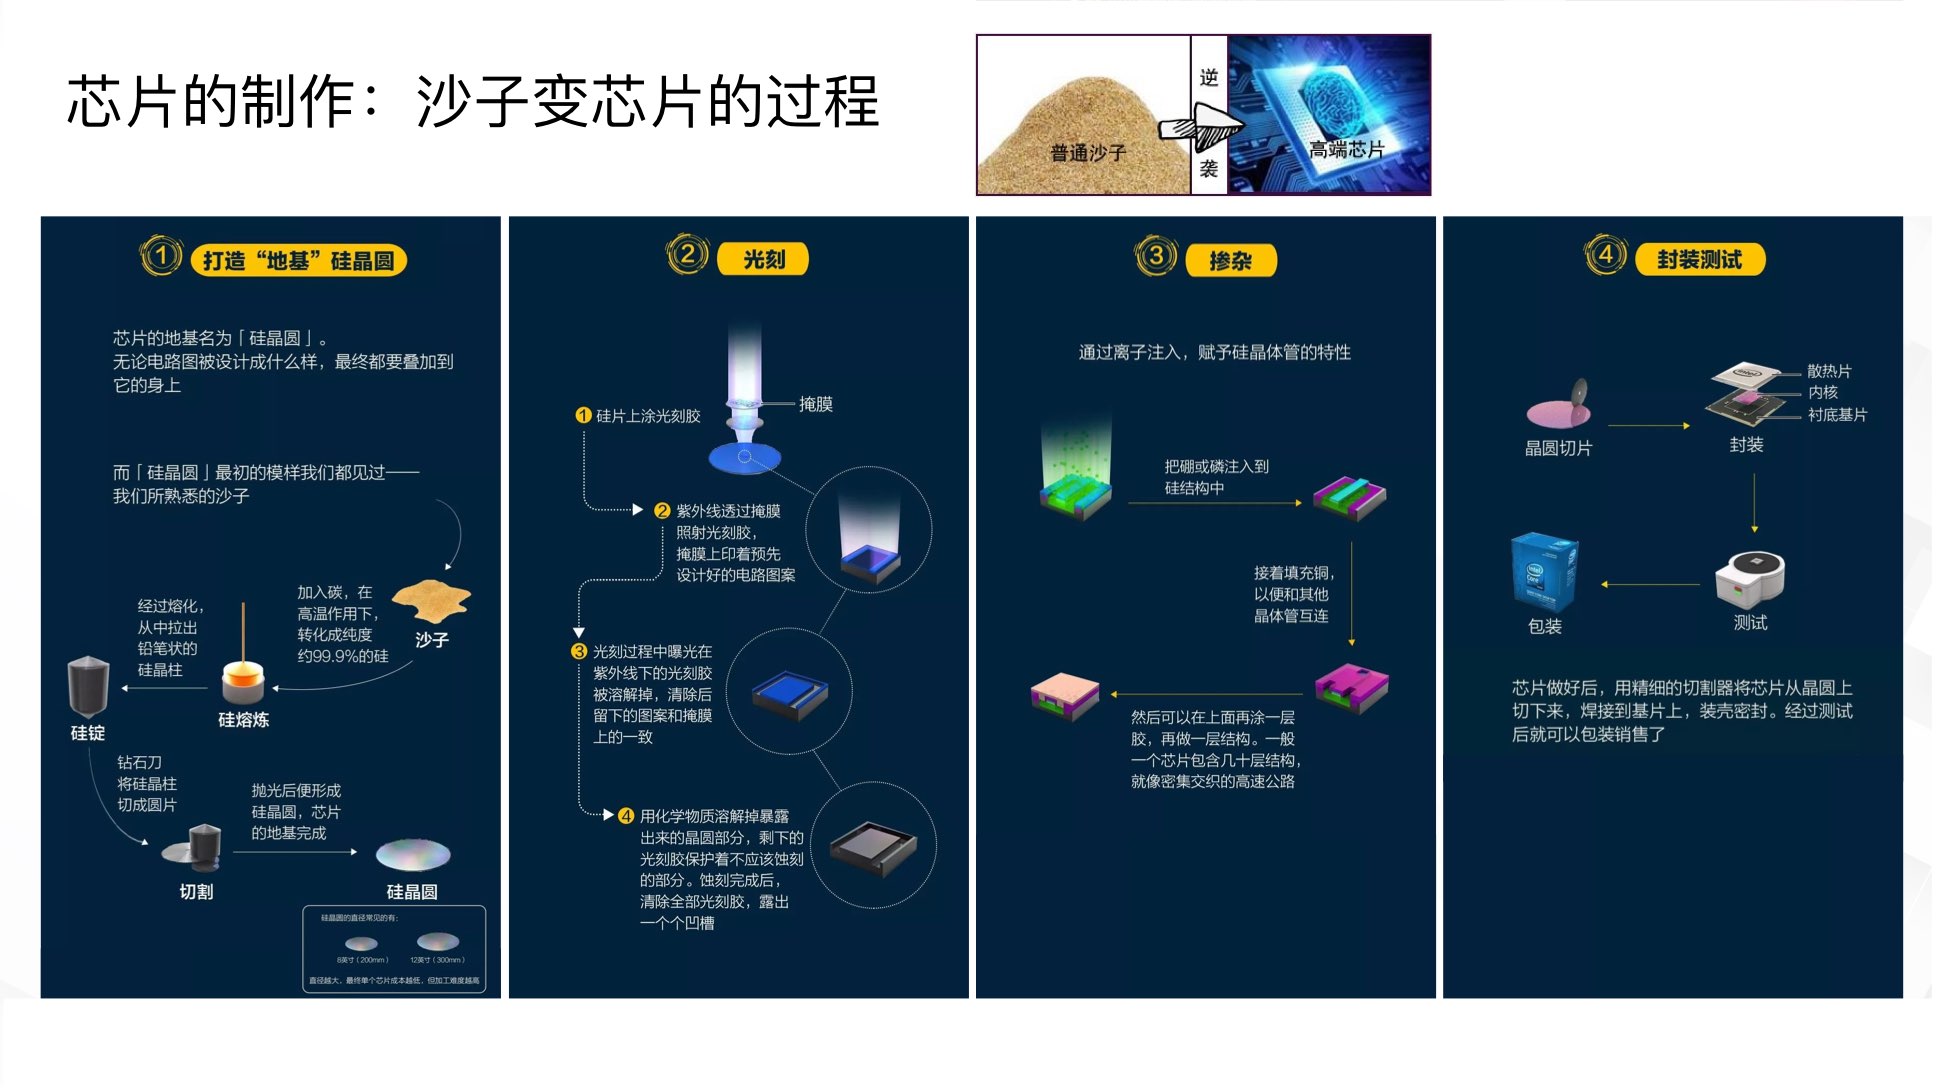 芯片的制作：沙子变芯片的过程
普通沙子
逆
袭
高端芯片
1 打造“地基”硅晶圆
芯片的地基名为「硅晶圆」。
无论电路图被设计成什么样，最终都要叠加到
它的身上
而「硅晶圆」最初的模样我们都见过——
我们所熟悉的沙子
沙子
加入碳，在
高温作用下，
转化成纯度
约99.9%的硅
硅熔炼
经过熔化，
从中拉出
铅笔状的
硅晶柱
硅锭
钻石刀
将硅晶柱
切成圆片
切割
抛光后便形成
硅晶圆，芯片
的地基完成
硅晶圆
硅晶圆的直径常见的有：
8英寸（200mm）
12英寸（300mm）
直径越大，最终单个芯片成本越低，但加工难度越高
2 光刻
掩膜
1 硅片上涂光刻胶
2 紫外线透过掩膜
照射光刻胶，
掩膜上印着预先
设计好的电路图案
3 光刻过程中曝光在
紫外线下的光刻胶
被溶解掉，清除后
留下的图案和掩膜
上的一致
4 用化学物质溶解掉暴露
出来的晶圆部分，剩下的
光刻胶保护着不应该蚀刻
的部分。蚀刻完成后，
清除全部光刻胶，露出
一个个凹槽
3 掺杂
通过离子注入，赋予硅晶体管的特性
把硼或磷注入到
硅结构中
接着填充铜，
以便和其他
晶体管互连
然后可以在上面再涂一层
胶，再做一层结构。一般
一个芯片包含几十层结构，
就像密集交织的高速公路
4 封装测试
晶圆切片
散热片
内核
衬底基片
封装
测试
intel
Core
包装
芯片做好后，用精细的切割器将芯片从晶圆上
切下来，焊接到基片上，装壳密封。经过测试
后就可以包装销售了